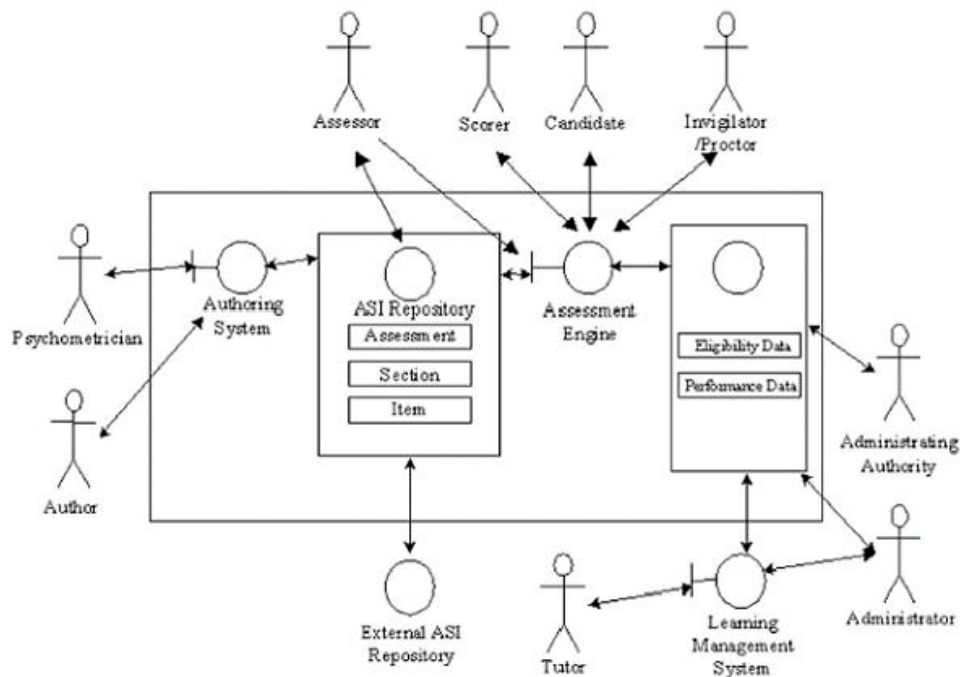 Assessor
Scorer
Candidate
Invigilator
/Proctor
Psychometrician
Authoring
System
ASI Repository
Assessment
Section
Item
Assessment
Engine
Eligibility Data
Performance Data
Administrating
Authority
Author
External ASI
Repository
Tutor
Learning
Management
System
Administrator